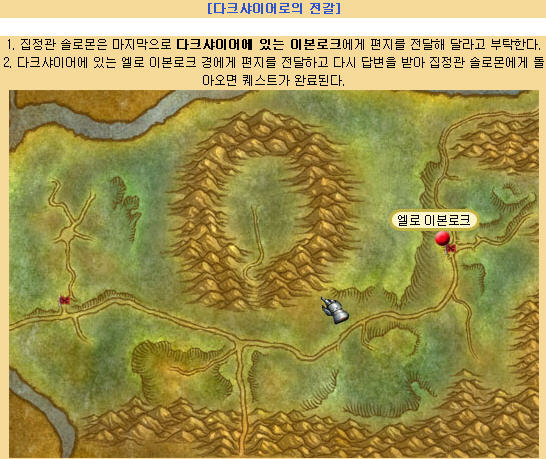 [다크샤이어로의 전갈]
1. 집정관 솔로몬은 마지막으로 다크샤이어에 있는 이본로크에게 편지를 전달해 달라고 부탁한다.
2. 다크샤이어에 있는 엘로 이본로크 경에게 편지를 전달하고 다시 답변을 받아 집정관 솔로몬에게 돌
아오면 퀘스트가 완료된다.
엘로 이본로크